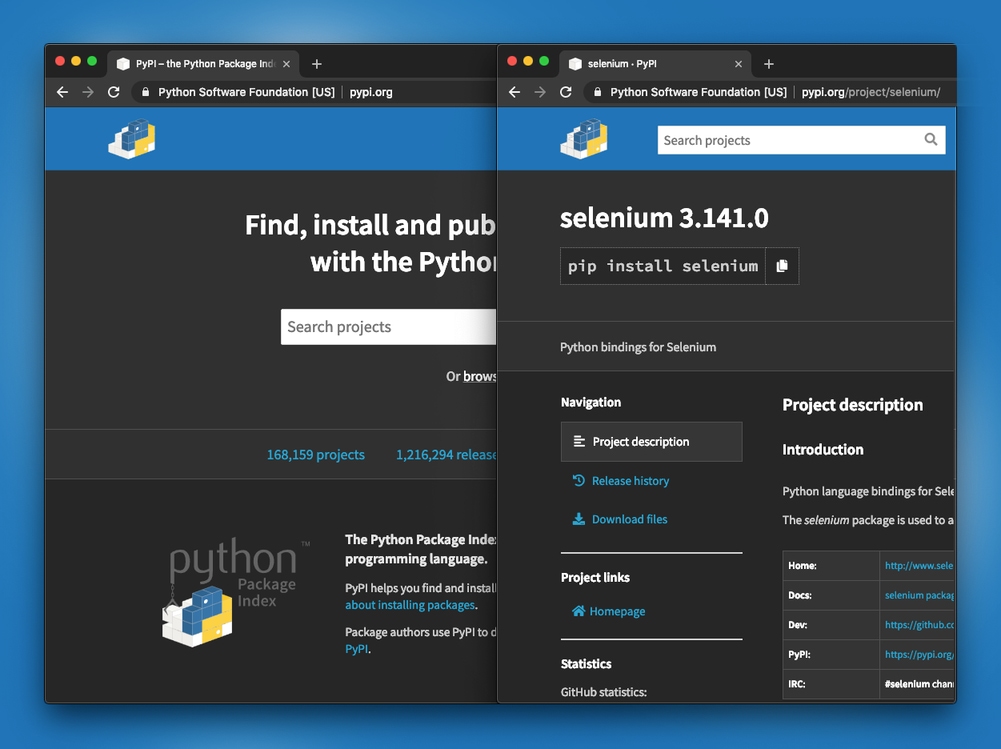 PyPI – the Python Package Ind
Python Software Foundation [US]
pypi.org
Find, install and pub
with the Pytho
Search projects
Or brows
168,159 projects
1,216,294 release
python™
Package
Index
The Python Package Inde
programming language.
PyPI helps you find and instal
about installing packages.
Package authors use PyPI to d
PyPI.
selenium · PyPI
Python Software Foundation [US]
pypi.org/project/selenium/
Search projects
selenium 3.141.0
pip install selenium
Python bindings for Selenium
Navigation
Project description
Release history
Download files
Project links
Homepage
Statistics
GitHub statistics:
Project description
Introduction
Python language bindings for Sele
The selenium package is used to a
Home: http://www.sele
Docs: selenium packag
Dev: https://github.co
PyPI: https://pypi.org/
IRC: #selenium chann